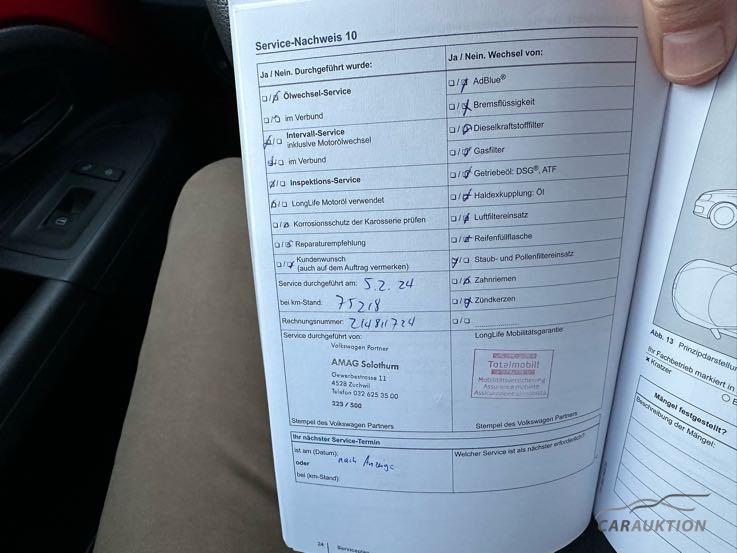 Service-Nachweis 10
Ja / Nein. Durchgeführt wurde:
Ölwechsel-Service
im Verbund
Intervall-Service
inklusive Motorölwechsel
im Verbund
Inspektions-Service
LongLife Motoröl verwendet
Korrosionsschutz der Karosserie prüfen
Reparaturempfehlung
Kundenwunsch
(auch auf dem Auftrag vermerken)
Service durchgeführt am: 5.2.24
bei km-Stand: 75218
Rechnungsnummer: 214811724
Service durchgeführt von:
Volkswagen Partner
AMAG Solothurn
Gewerbestrasse 11
4528 Zuchwil
Telefon 032 625 35 00
223 / 500
Stempel des Volkswagen Partners
Ja / Nein. Wechsel von:
AdBlue®
Bremsflüssigkeit
Dieselkraftstofffilter
Gasfilter
Getriebeöl: DSG®, ATF
Haldexkupplung: Öl
Luftfiltereinsatz
Reifenfüllflasche
Staub- und Pollenfiltereinsatz
Zahnriemen
Zündkerzen
LongLife Mobilitätsgarantie:
Totalmobil!
Mobilitätsversicherung
Assurance mobilité
Stempel des Volkswagen Partners
Ihr nächster Service-Termin
ist am (Datum):
oder nach Anzeige
bei (km-Stand):
Welcher Service ist als nächster erforderlich?
24 Serviceplan
Abb. 13 Prinzipdarstellung
Ihr Fachbetrieb markiert in
× Kratzer
Mängel festgestellt?
Beschreibung der Mängel:
CARAUKTION